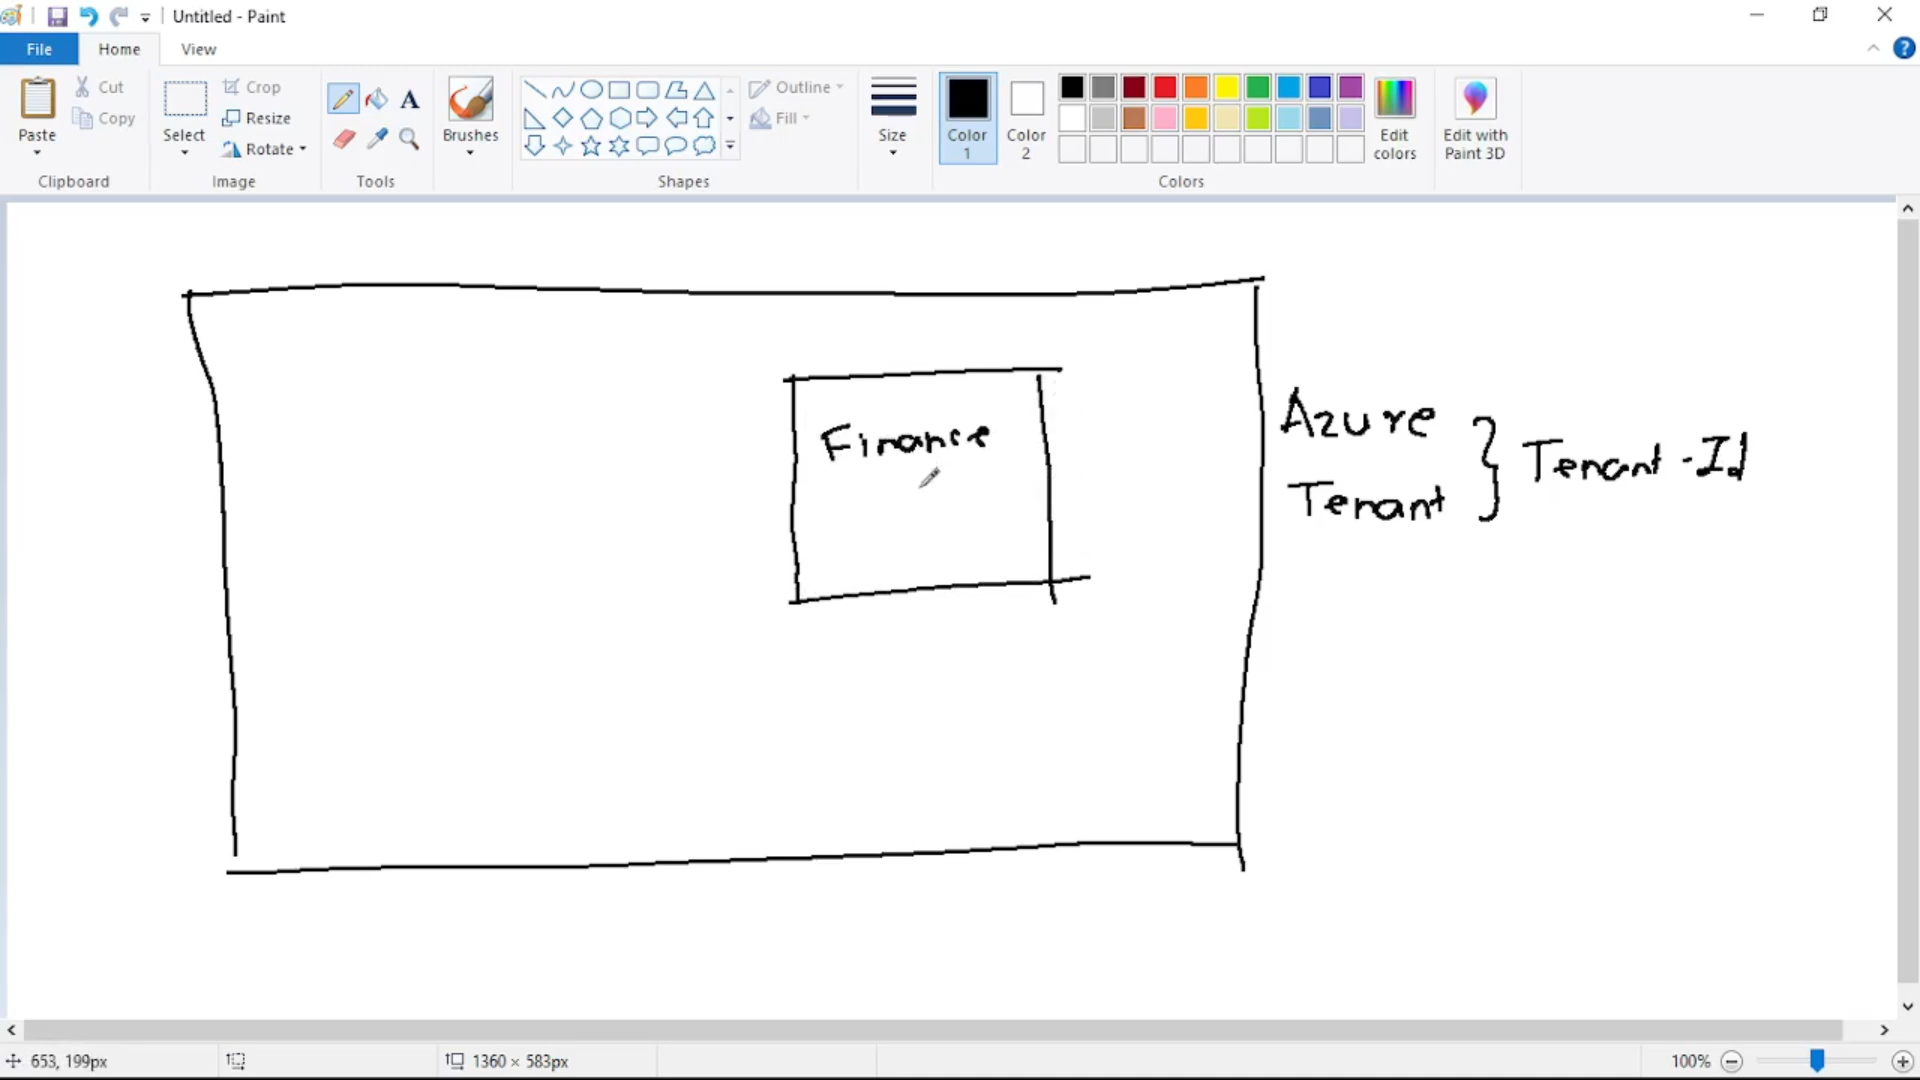 Untitled - Paint
File Home View
Paste
Cut
Copy
Clipboard
Select
Crop
Resize
Rotate
Image
Tools
Brushes
Shapes
Outline
Fill
Size
Color 1
Color 2
Colors
Edit colors
Edit with Paint 3D
Finance
Azure
Tenant
Tenant-Id
653, 199px
1360 × 583px
100%